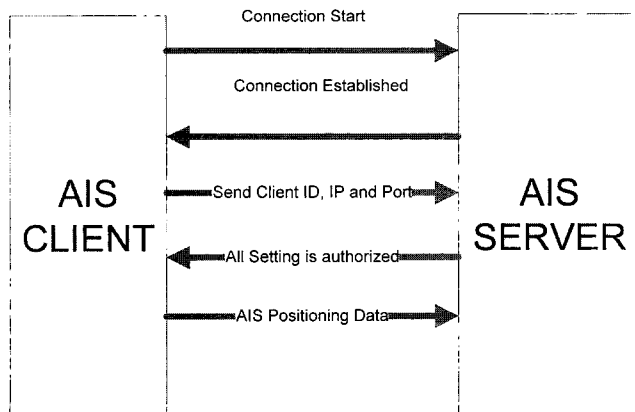 Connection Start
Connection Established
AIS
CLIENT
AIS
SERVER
Send Client ID, IP and Port
All Setting is authorized
AIS Positioning Data